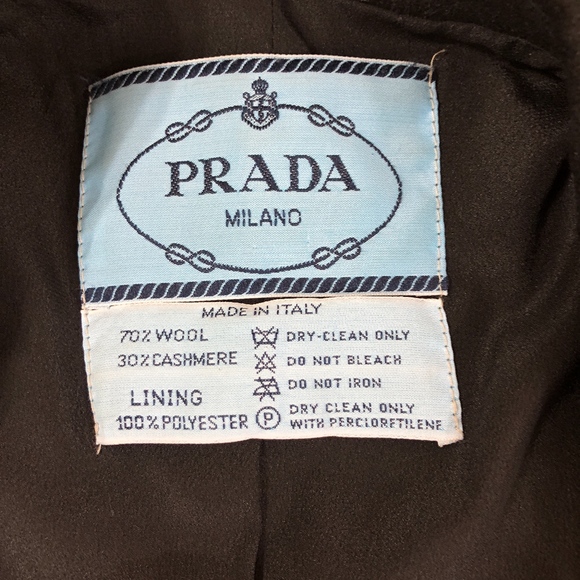 PRADA
MILANO
MADE IN ITALY
70% WOOL DRY-CLEAN ONLY
30% CASHMERE DO NOT BLEACH
DO NOT IRON
LINING
100% POLYESTER P DRY CLEAN ONLY
WITH PERCLORETILENE